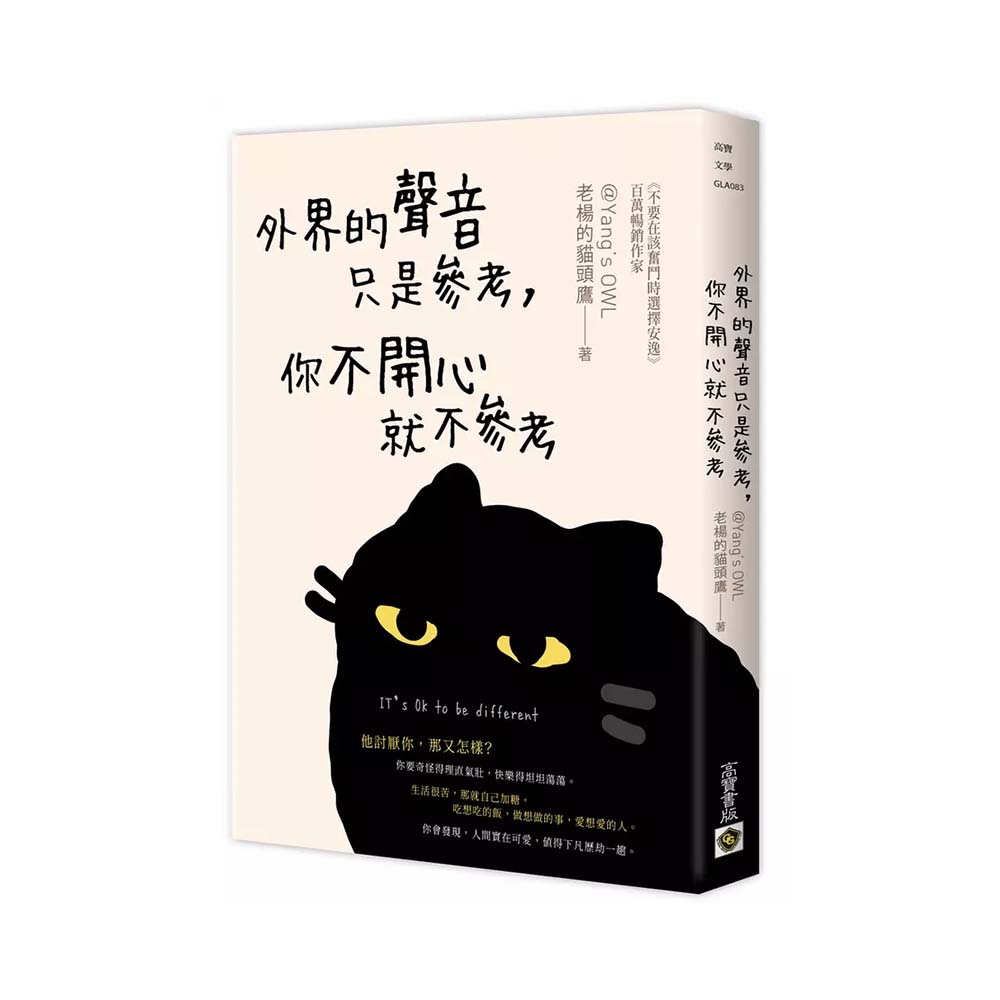 外界的聲音
只是參考，
你不開心
就不參考
《不要在該奮鬥時選擇安逸》
百萬暢銷作家
@Yang's OWL
老楊的貓頭鷹——著
IT's Ok to be different
他討厭你，那又怎樣？
你要奇怪得理直氣壯，快樂得坦坦蕩蕩。
生活很苦，那就自己加糖，
吃想吃的飯，做想做的事，愛想愛的人。
你會發現，人間實在可愛，值得下凡歷劫一趟。
高寶
文學
GLA083
外界的聲音只是參考，
你不開心就不參考
@Yang's OWL
老楊的貓頭鷹——著
高寶書版